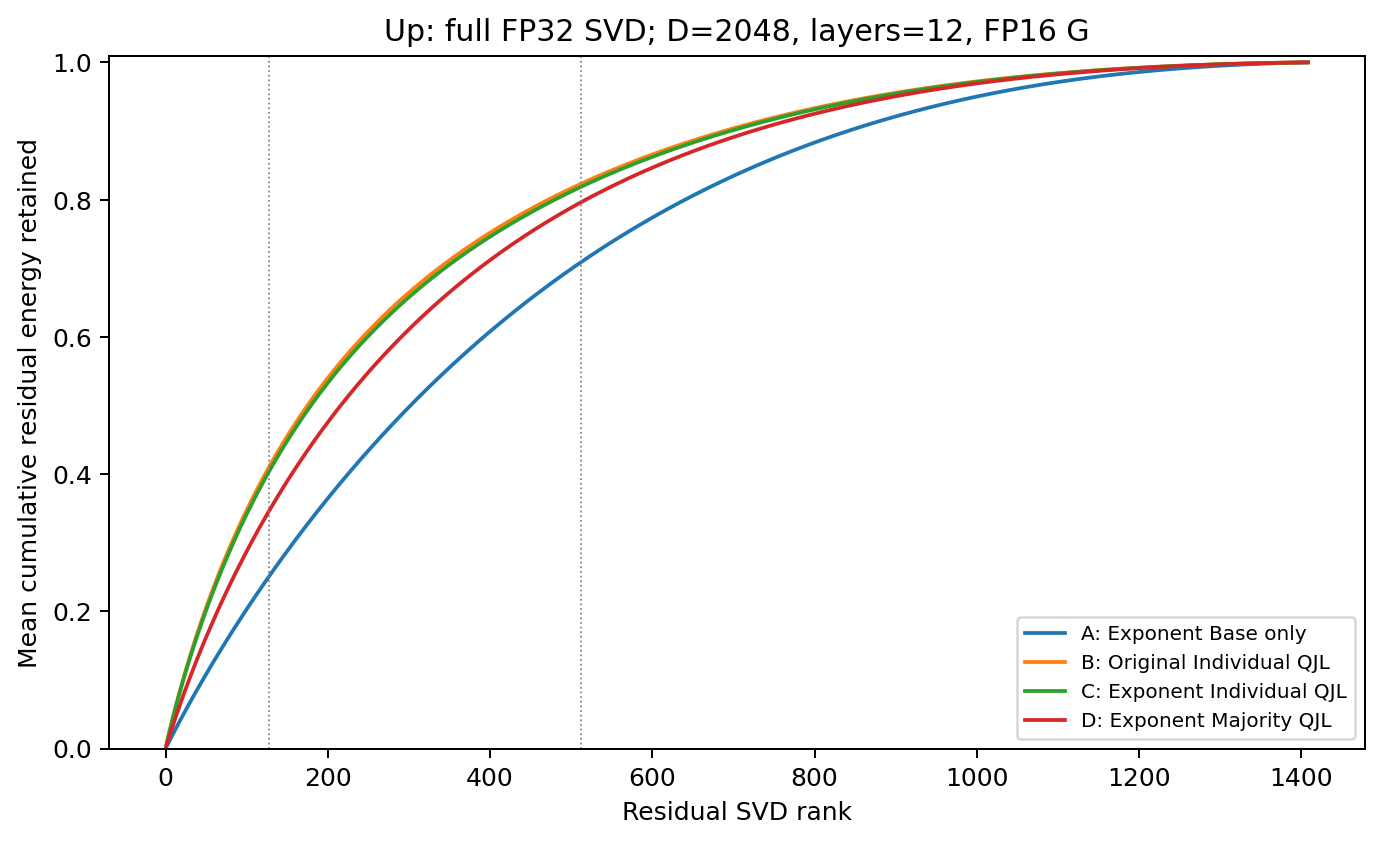 Up: full FP32 SVD; D=2048, layers=12, FP16 G
Mean cumulative residual energy retained
1.0
0.8
0.6
0.4
0.2
0.0
0 200 400 600 800 1000 1200 1400
Residual SVD rank
A: Exponent Base only
B: Original Individual QJL
C: Exponent Individual QJL
D: Exponent Majority QJL